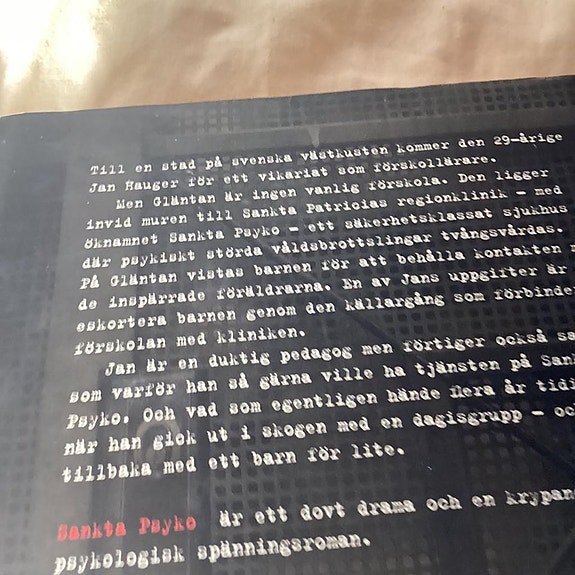 Till en stad på svenska västkusten kommer den 29-årige
Jan Hauger för ett vikariat som förskollärare.
Men Gläntan är ingen vanlig förskola. Den ligger
invid muren till Sankta Patricias regionklinik – med
öknamnet Sankta Psyko – ett säkerhetsklassat sjukhus
där psykiskt störda våldsbrottslingar tvångsvårdas.
På Gläntan vistas barnen för att behålla kontakten
de inspärrade föräldrarna. En av Jans uppgifter är
eskortera barnen genom den källargång som förbinde
förskolan med kliniken.
Jan är en duktig pedagog men förtiger också sa
som varför han så gärna ville ha tjänsten på San
Psyko. Och vad som egentligen hände flera år tidi
när han gick ut i skogen med en dagisgrupp – oc
tillbaka med ett barn för lite.
Sankta Psyko är ett dovt drama och en krypan
psykologisk spänningsroman.